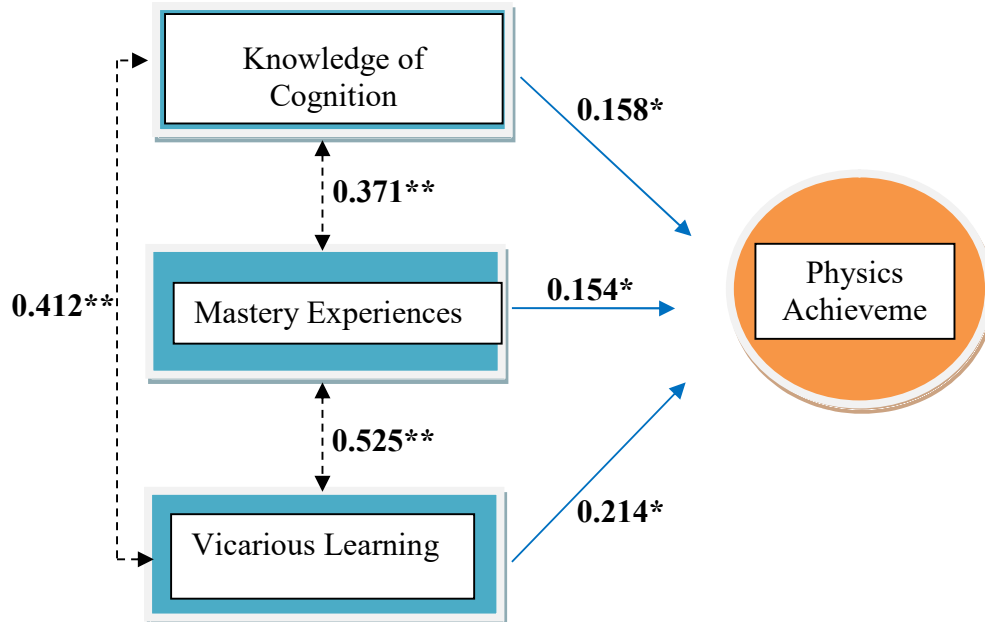 Knowledge of
Cognition
0.158*
0.371**
Physics
Achieveme
0.412**
Mastery Experiences
0.154*
0.525**
0.214*
Vicarious Learning